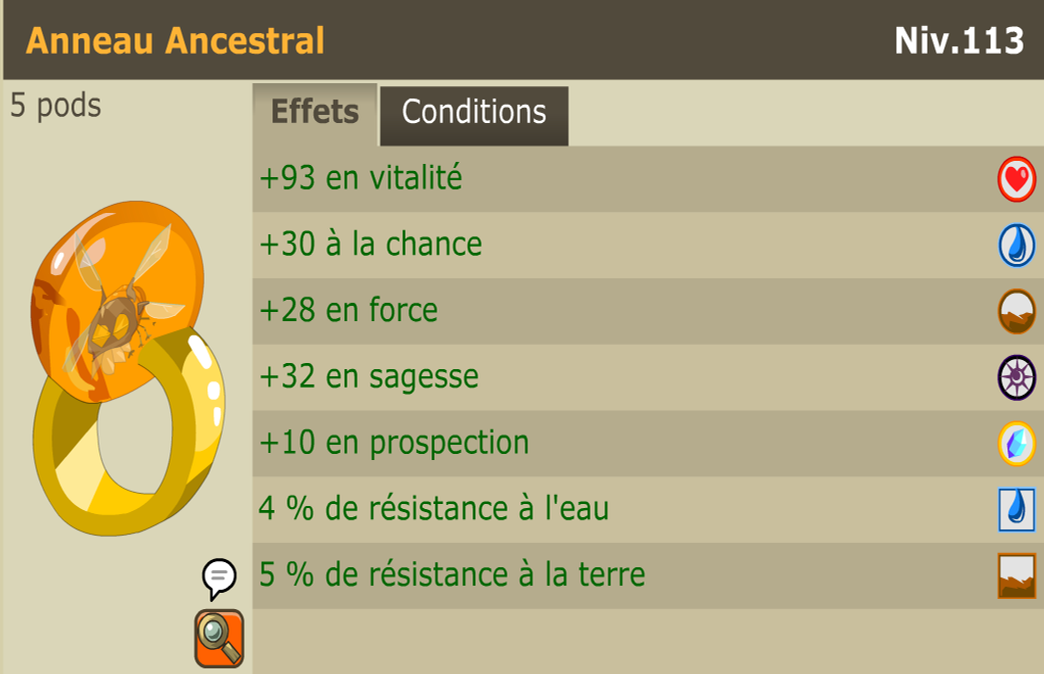 Anneau Ancestral
Niv.113
5 pods
Effets
Conditions
+93 en vitalité
+30 à la chance
+28 en force
+32 en sagesse
+10 en prospection
4 % de résistance à l'eau
5 % de résistance à la terre